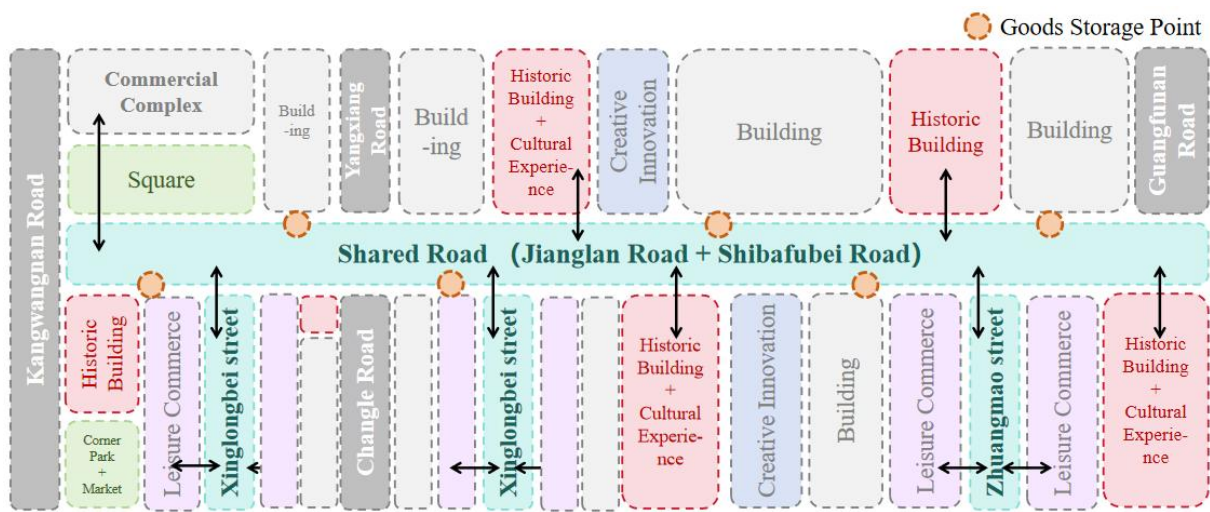 Goods Storage Point
Kangwangnan Road
Commercial
Complex
Square
Build
-ing
Yangxiang
Road
Build
-ing
Historic
Building
+
Cultural
Experie-
nce
Creative
Innovation
Building
Historic
Building
Building
Guangfunan
Road
Shared Road （Jianglan Road + Shibafubei Road）
Historic
Building
Corner
Park
+
Market
Leisure Commerce
Xinglongbei street
Changle Road
Xinglongbei street
Historic
Building
+
Cultural
Experie-
nce
Creative Innovation
Building
Leisure Commerce
Zhuangmao street
Leisure Commerce
Historic
Building
+
Cultural
Experie-
nce